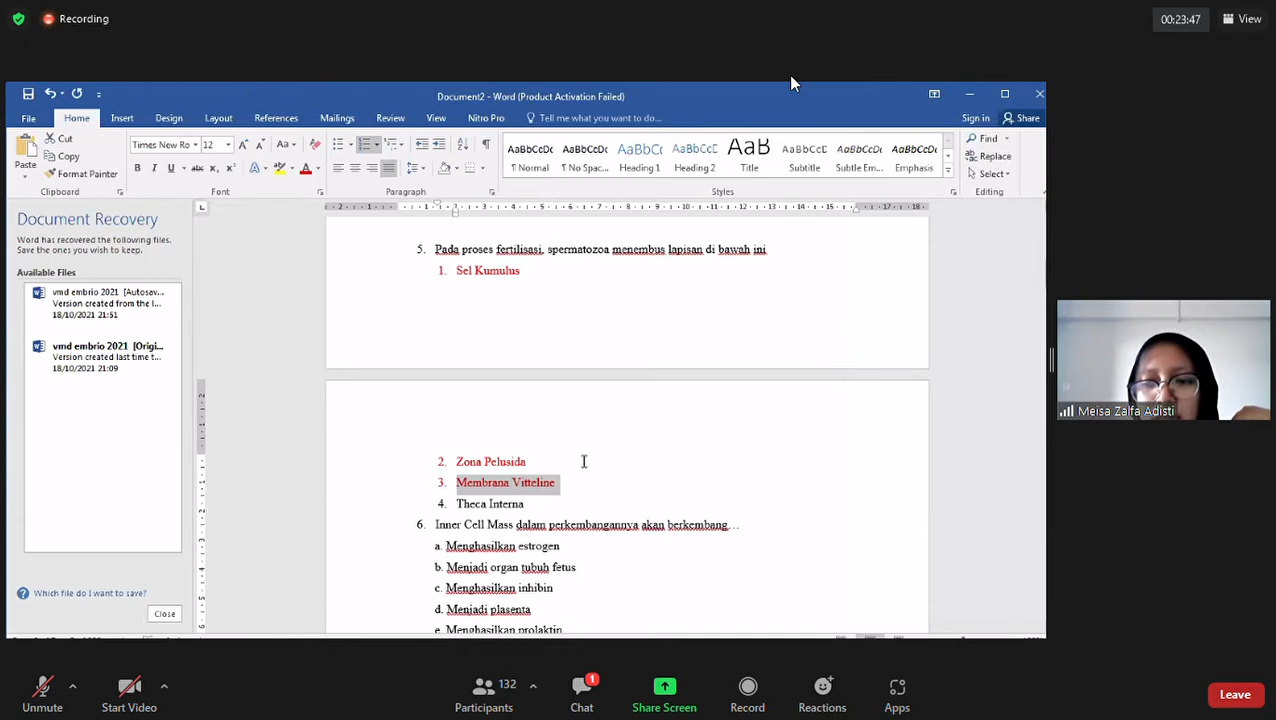 Recording
00:23:47
View
Document2 - Word (Product Activation Failed)
File Home Insert Design Layout References Mailings Review View Nitro Pro Tell me what you want to do... Sign in Share
Paste
Cut
Copy
Format Painter
Clipboard
Times New Ro 12
Font
Paragraph
AaBbCcDc AaBbCcDc AaBbCc AaBbCcC AaB AaBbCcD AaBbCcDc AaBbCcDc
¶ Normal ¶ No Spac... Heading 1 Heading 2 Title Subtitle Subtle Em... Emphasis
Styles
Find
Replace
Select
Editing
Document Recovery
Word has recovered the following files.
Save the ones you wish to keep.
Available Files
vmd embrio 2021 [Autosav...
Version created from the l...
18/10/2021 21:51
vmd embrio 2021 [Origi...
Version created last time t...
18/10/2021 21:09
Which file do I want to save?
Close
5. Pada proses fertilisasi, spermatozoa menembus lapisan di bawah ini
1. Sel Kumulus
2. Zona Pelusida
3. Membrana Vitteline
4. Theca Interna
6. Inner Cell Mass dalam perkembangannya akan berkembang…
a. Menghasilkan estrogen
b. Menjadi organ tubuh fetus
c. Menghasilkan inhibin
d. Menjadi plasenta
e. Menghasilkan prolaktin
Meisa Zalfa Adisti
Unmute
Start Video
132
Participants
1
Chat
Share Screen
Record
Reactions
Apps
Leave